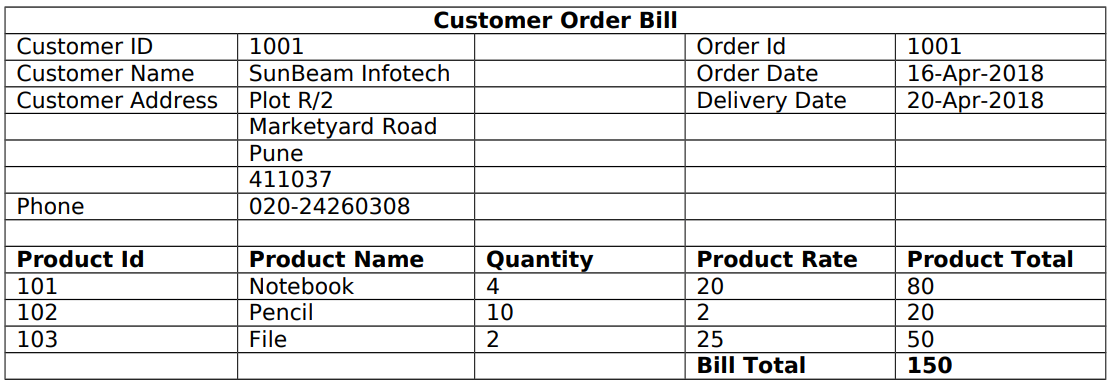 Customer Order Bill
Customer ID 1001 Order Id 1001
Customer Name SunBeam Infotech Order Date 16-Apr-2018
Customer Address Plot R/2 Delivery Date 20-Apr-2018
Marketyard Road
Pune
411037
Phone 020-24260308
Product Id Product Name Quantity Product Rate Product Total
101 Notebook 4 20 80
102 Pencil 10 2 20
103 File 2 25 50
Bill Total 150